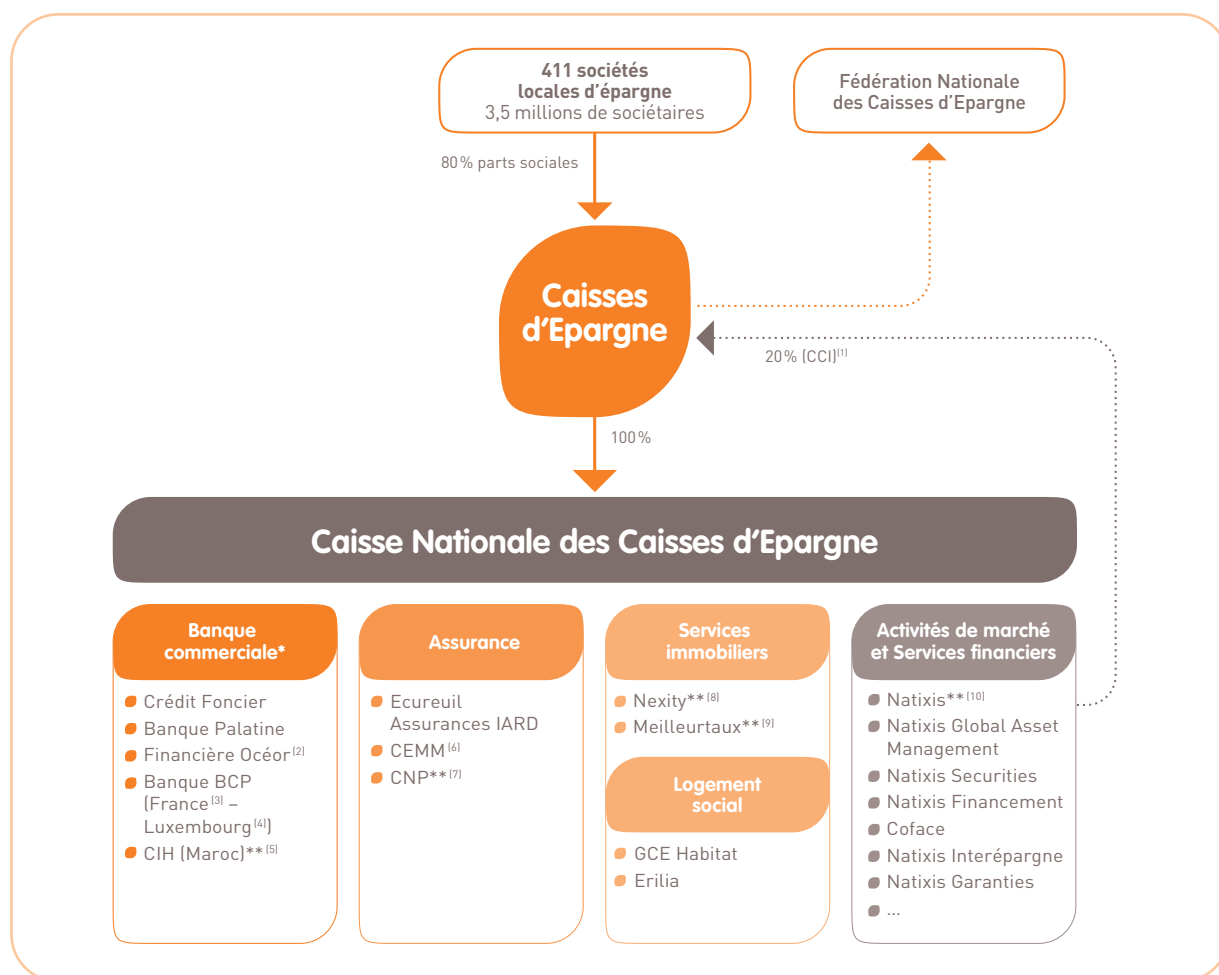 411 sociétés
locales d'épargne
3,5 millions de sociétaires
Fédération Nationale
des Caisses d'Epargne
80% parts sociales
Caisses
d'Epargne
20% (CCI)(1)
100%
Caisse Nationale des Caisses d'Epargne
Banque
commerciale*
Crédit Foncier
Banque Palatine
Financière Océor(2)
Banque BCP
(France(3) –
Luxembourg(4))
CIH (Maroc)**(5)
Assurance
Ecureuil
Assurances IARD
CEMM(6)
CNP**(7)
Services
immobiliers
Nexity**(8)
Meilleurtaux**(9)
Logement
social
GCE Habitat
Erilia
Activités de marché
et Services financiers
Natixis**(10)
Natixis Global Asset
Management
Natixis Securities
Natixis Financement
Coface
Natixis Interépargne
Natixis Garanties
...